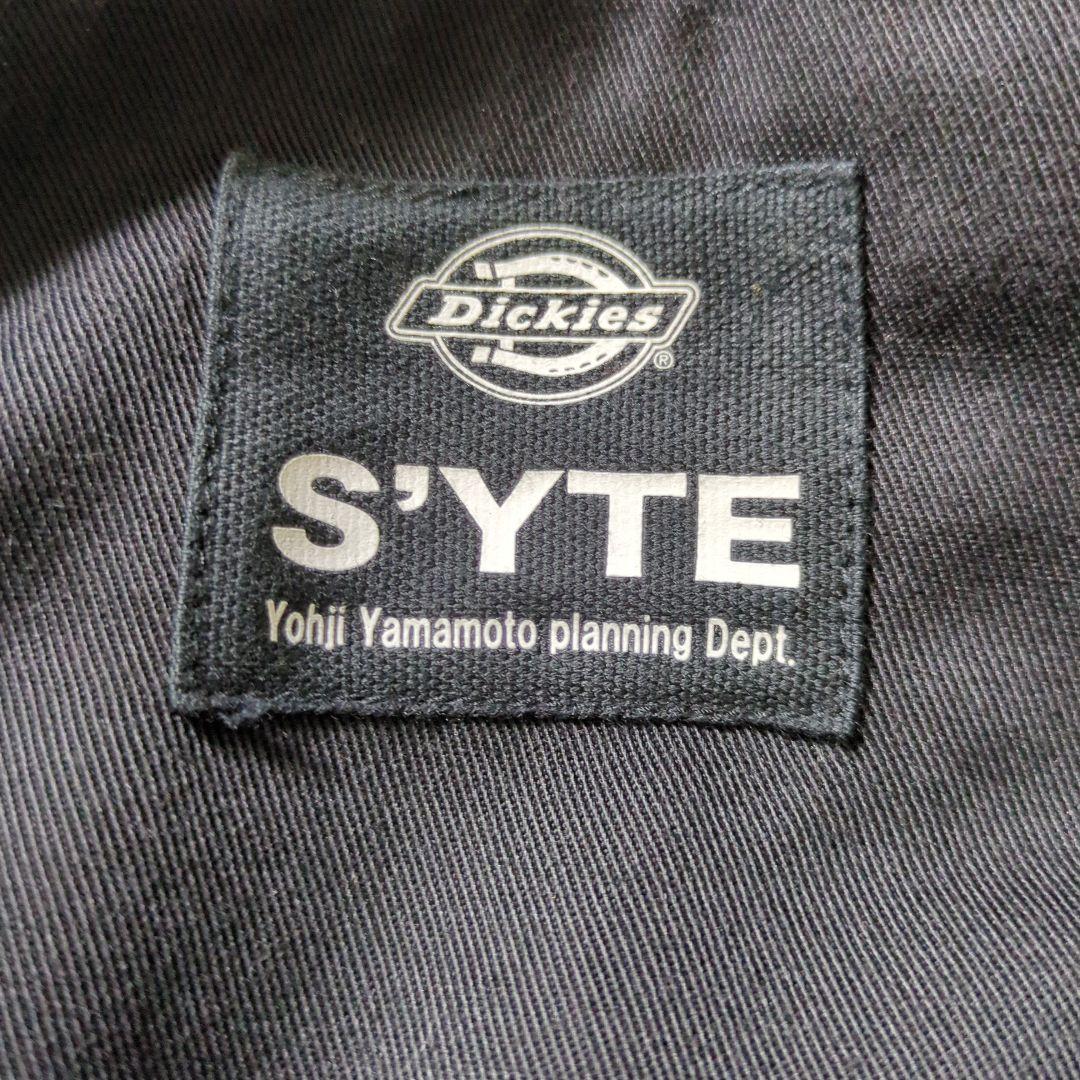 Dickies®
S'YTE
Yohji Yamamoto planning Dept.